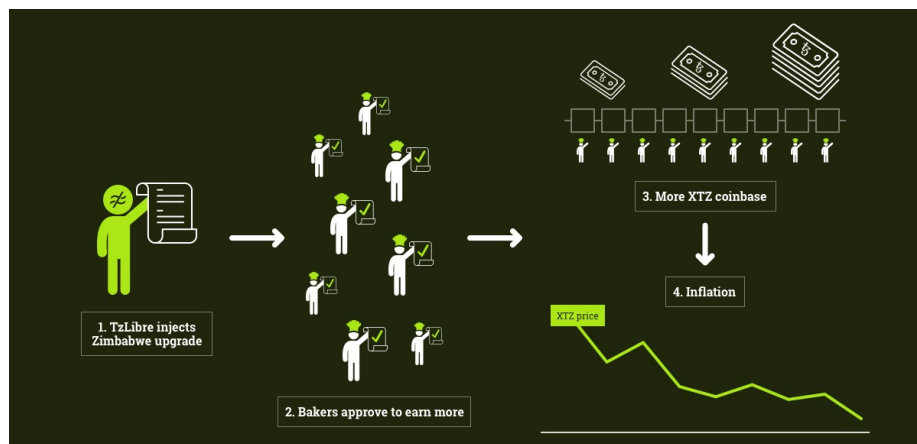 1. TzLibre injects
Zimbabwe upgrade
2. Bakers approve to earn more
3. More XTZ coinbase
4. Inflation
XTZ price